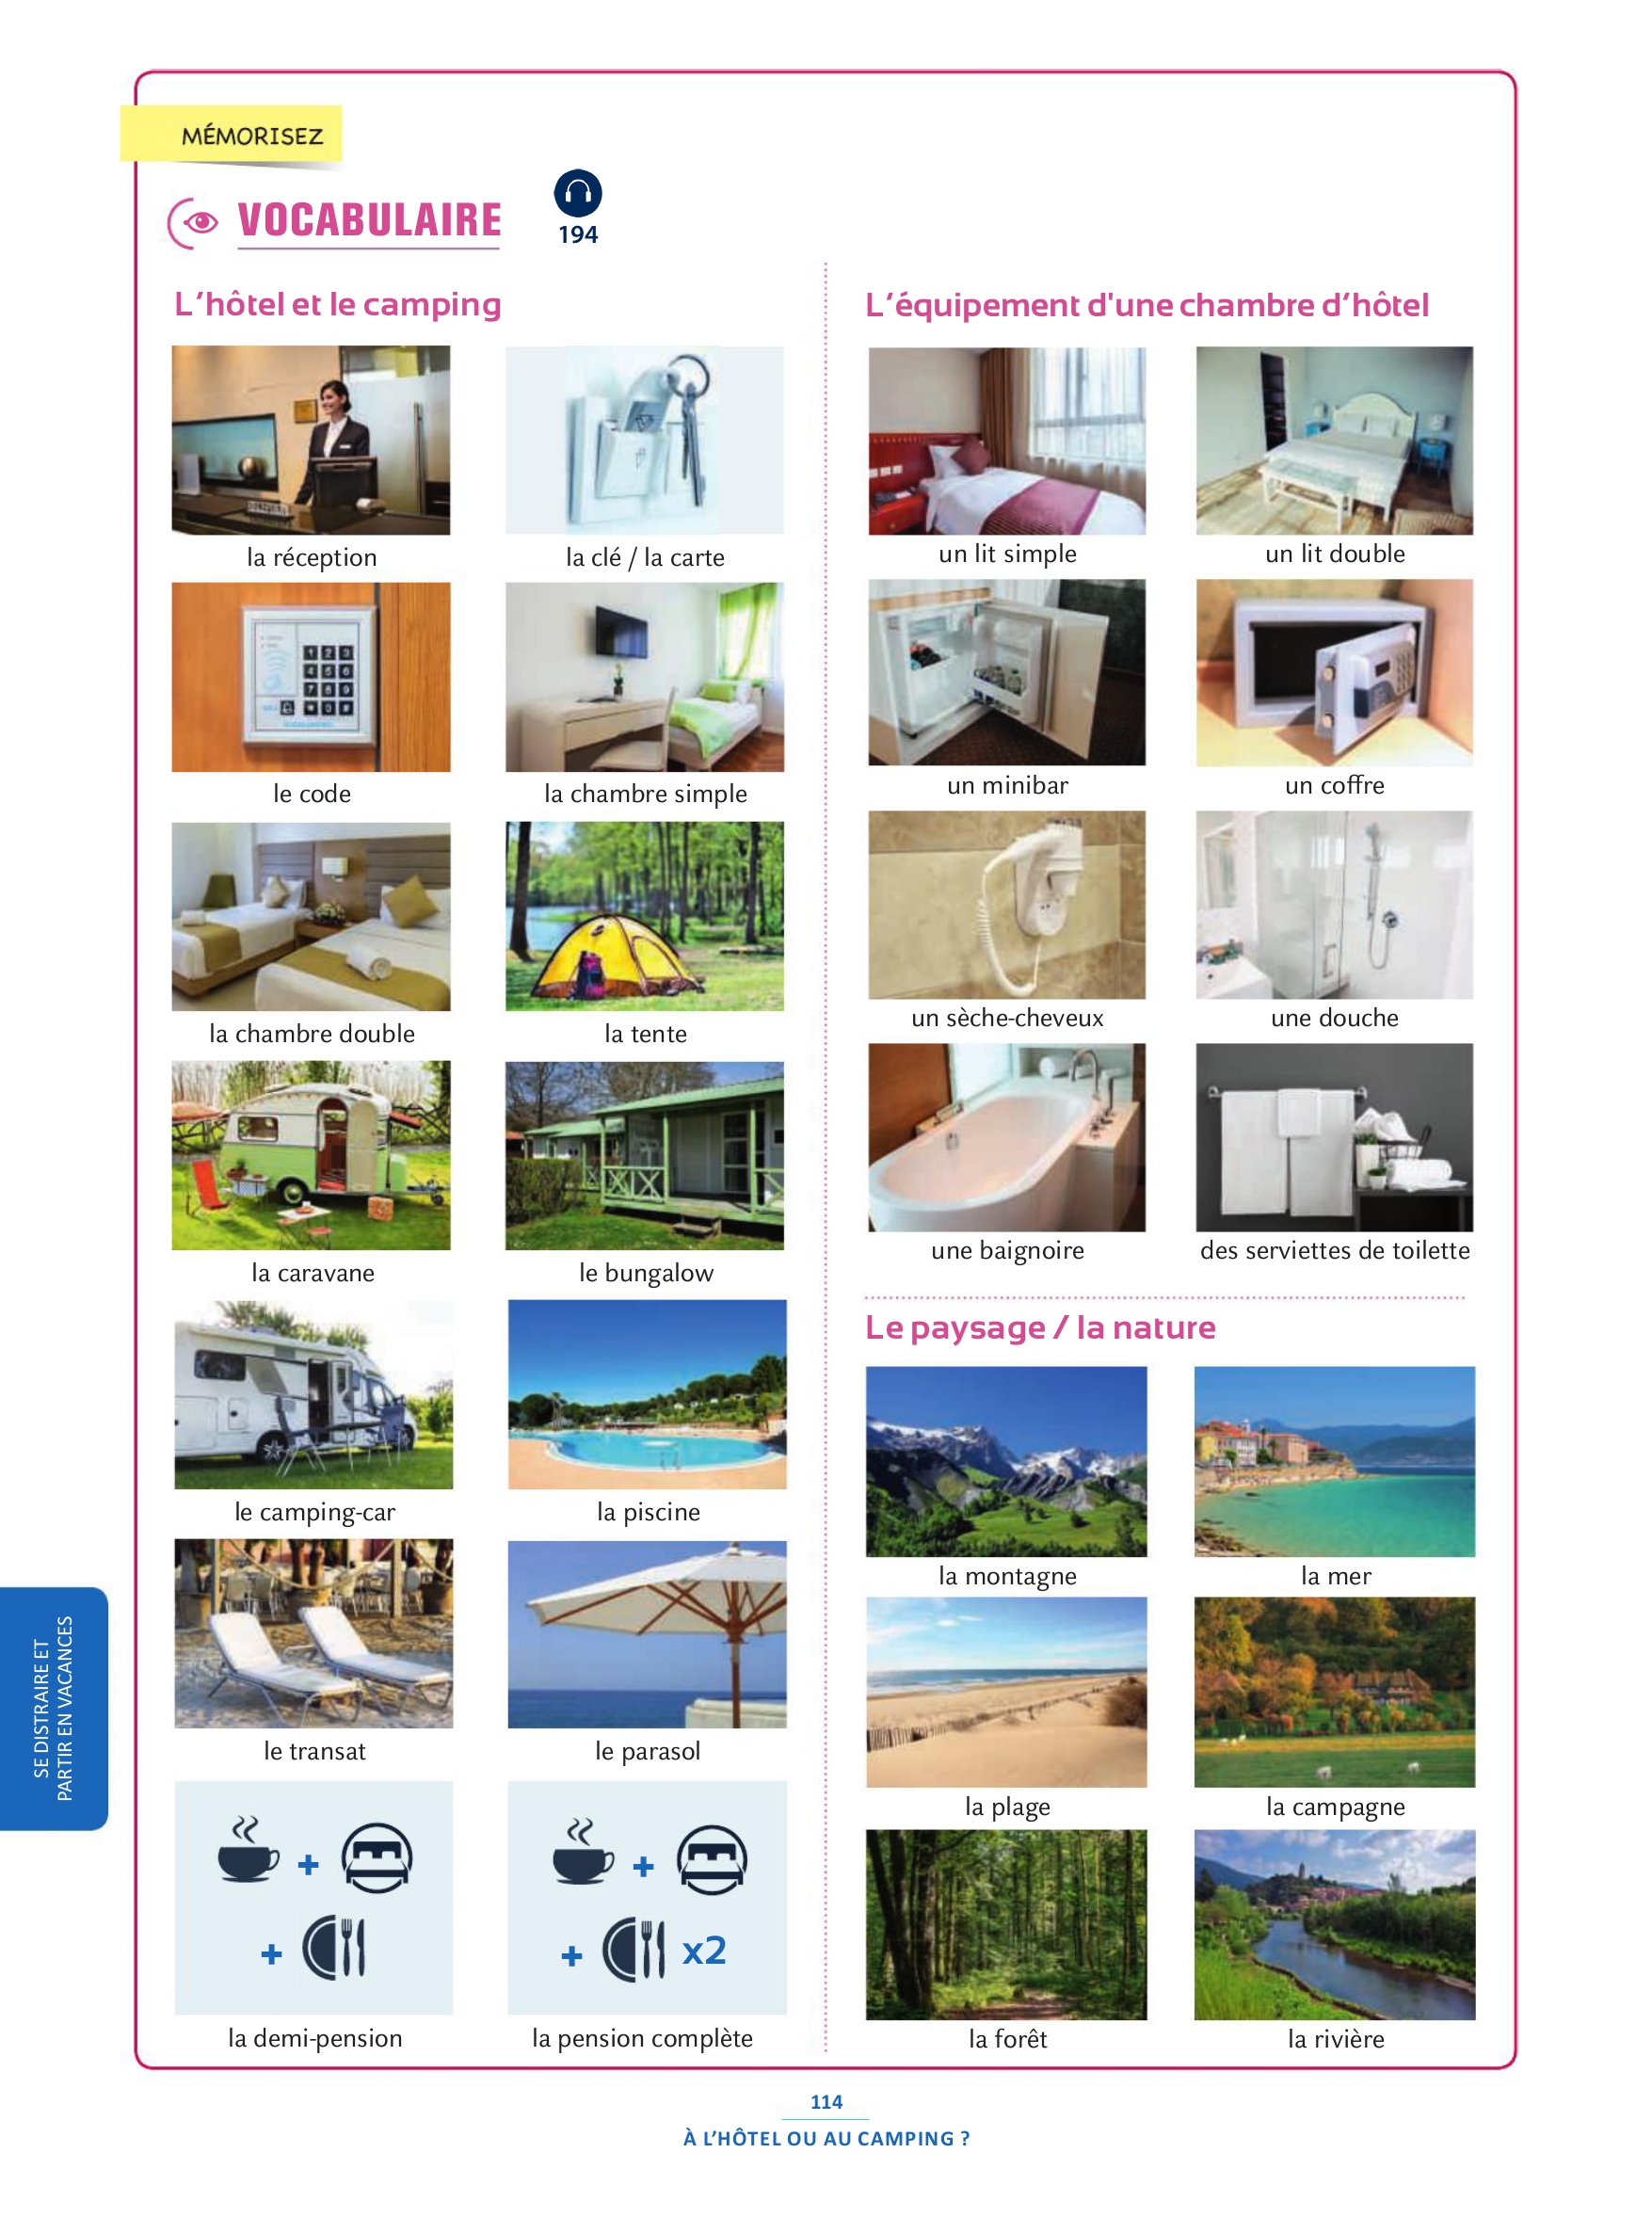 MÉMORISEZ
VOCABULAIRE
194
L'hôtel et le camping
la réception
la clé / la carte
le code
la chambre simple
la chambre double
la tente
la caravane
le bungalow
le camping-car
la piscine
le transat
le parasol
+
+
+
+ x2
la demi-pension
la pension complète
L'équipement d'une chambre d'hôtel
un lit simple
un lit double
un minibar
un coffre
un sèche-cheveux
une douche
une baignoire
des serviettes de toilette
Le paysage / la nature
la montagne
la mer
la plage
la campagne
la forêt
la rivière
SE DISTRAIRE ET
PARTIR EN VACANCES
114
À L'HÔTEL OU AU CAMPING ?